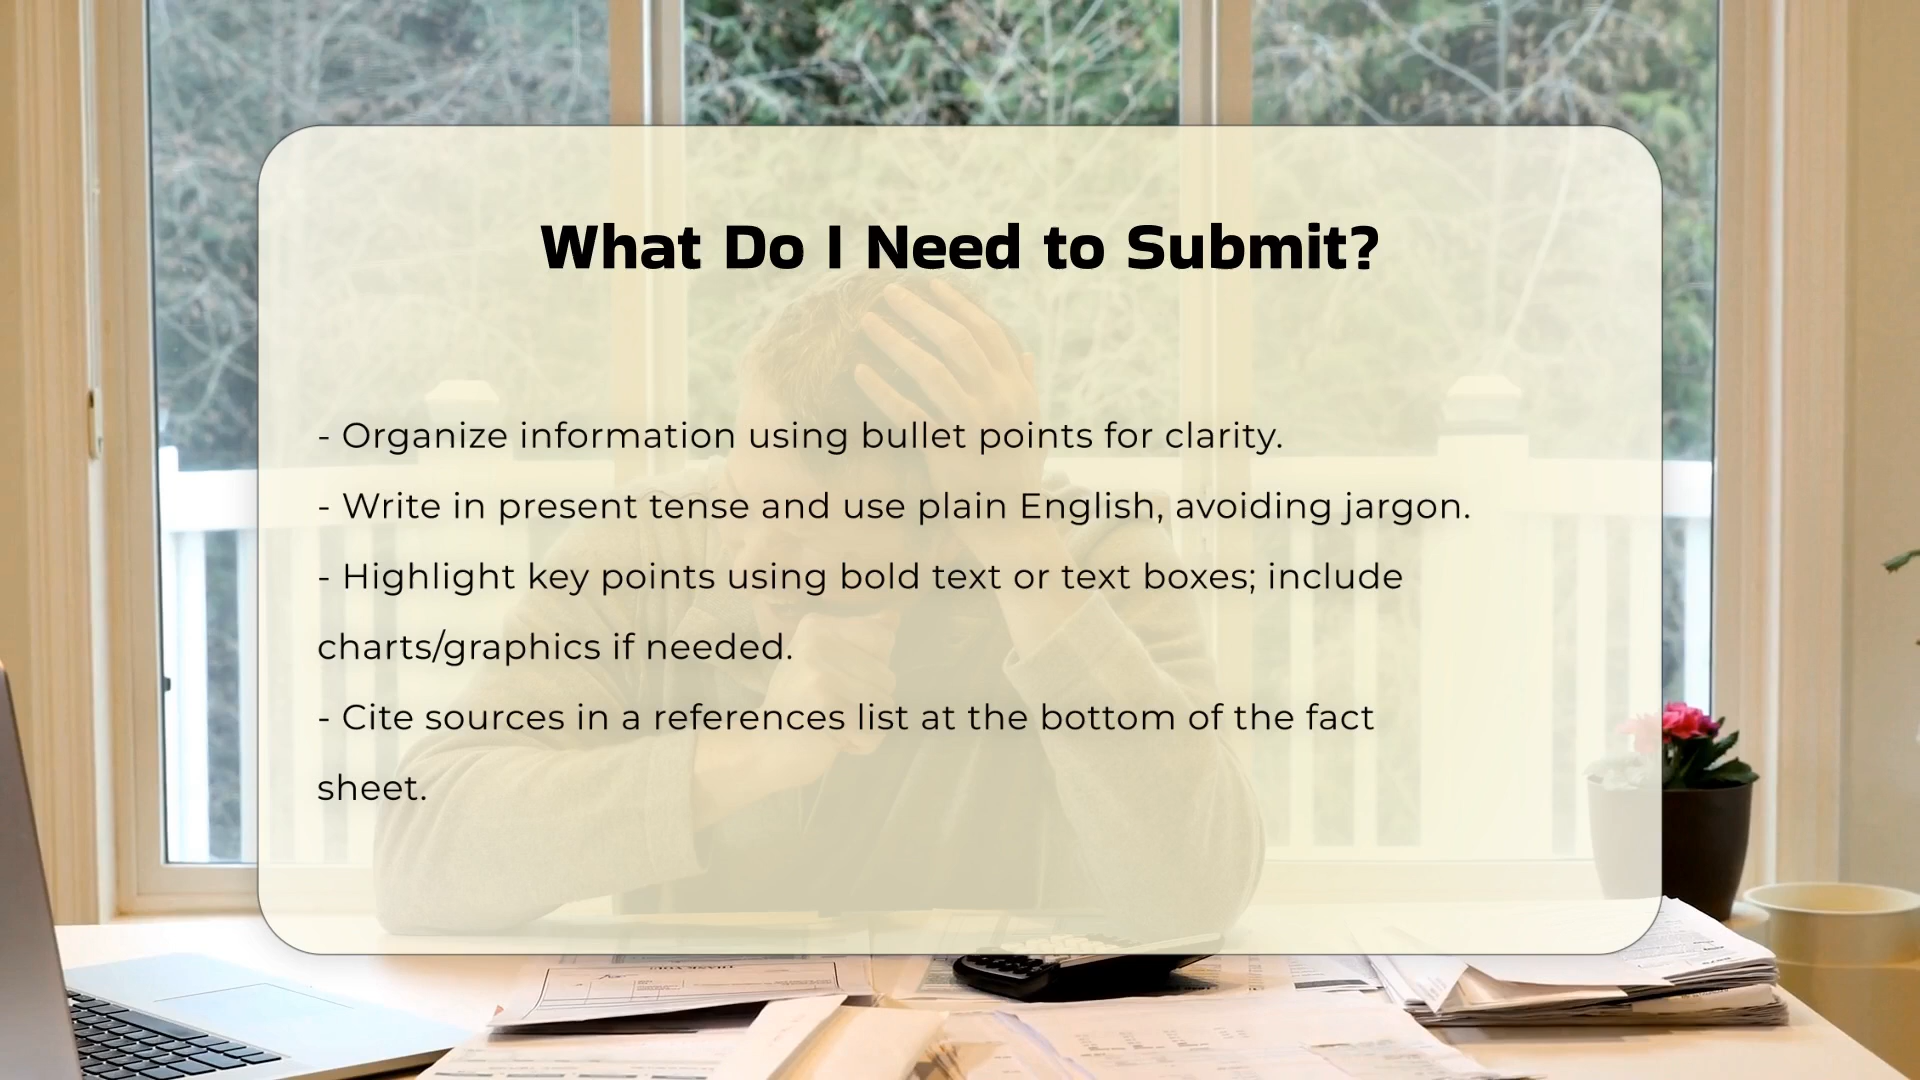 What Do I Need to Submit?
- Organize information using bullet points for clarity.
- Write in present tense and use plain English, avoiding jargon.
- Highlight key points using bold text or text boxes; include
charts/graphics if needed.
- Cite sources in a references list at the bottom of the fact
sheet.